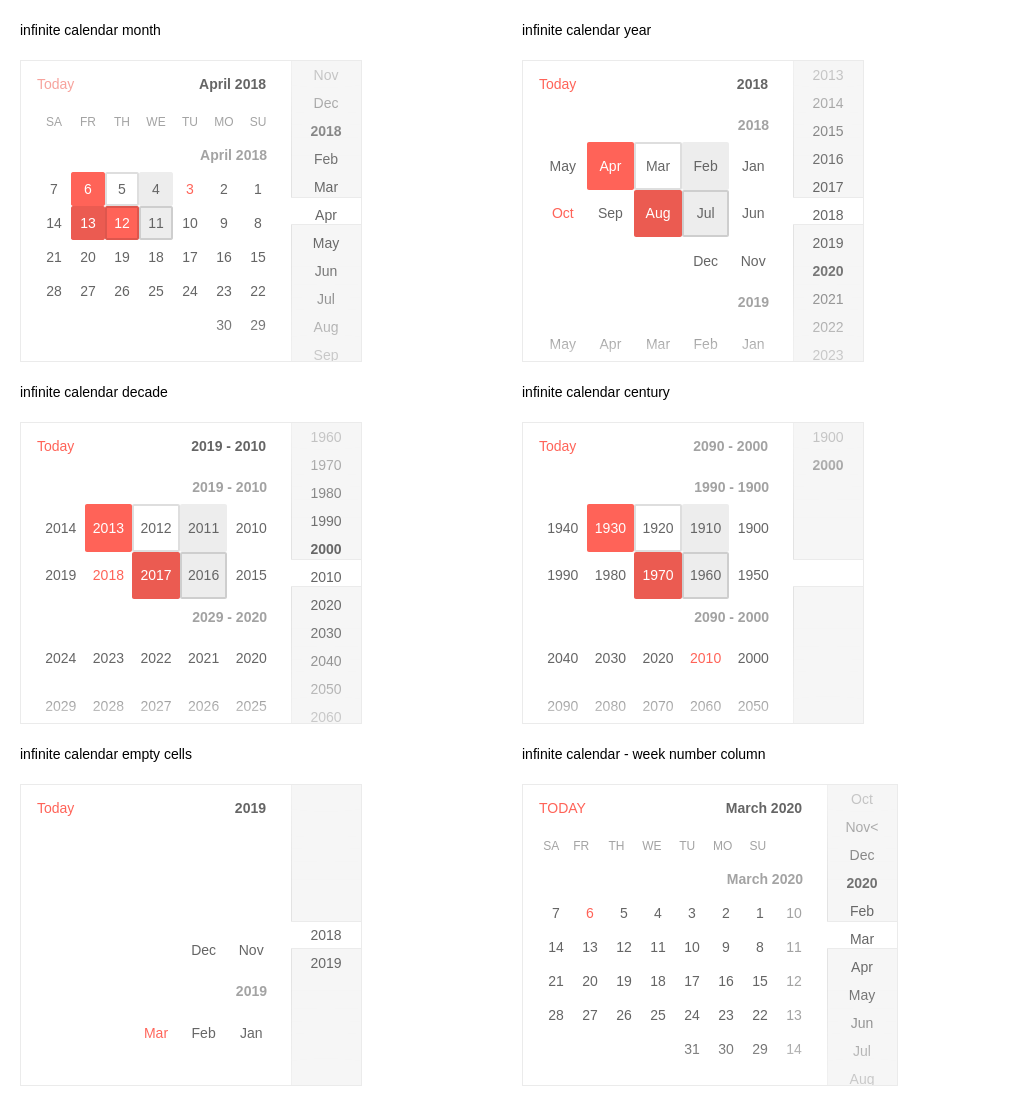 infinite calendar month
Today April 2018
SA FR TH WE TU MO SU
April 2018
7 6 5 4 3 2 1
14 13 12 11 10 9 8
21 20 19 18 17 16 15
28 27 26 25 24 23 22
30 29
Nov
Dec
2018
Feb
Mar
Apr
May
Jun
Jul
Aug
Sep
infinite calendar year
Today 2018
2018
May Apr Mar Feb Jan
Oct Sep Aug Jul Jun
Dec Nov
2019
May Apr Mar Feb Jan
2013
2014
2015
2016
2017
2018
2019
2020
2021
2022
2023
infinite calendar decade
Today 2019 - 2010
2019 - 2010
2014 2013 2012 2011 2010
2019 2018 2017 2016 2015
2029 - 2020
2024 2023 2022 2021 2020
2029 2028 2027 2026 2025
1960
1970
1980
1990
2000
2010
2020
2030
2040
2050
2060
infinite calendar century
Today 2090 - 2000
1990 - 1900
1940 1930 1920 1910 1900
1990 1980 1970 1960 1950
2090 - 2000
2040 2030 2020 2010 2000
2090 2080 2070 2060 2050
1900
2000
infinite calendar empty cells
Today 2019
Dec Nov
2019
Mar Feb Jan
2018
2019
infinite calendar - week number column
TODAY March 2020
SA FR TH WE TU MO SU
March 2020
7 6 5 4 3 2 1 10
14 13 12 11 10 9 8 11
21 20 19 18 17 16 15 12
28 27 26 25 24 23 22 13
31 30 29 14
Oct
Nov<
Dec
2020
Feb
Mar
Apr
May
Jun
Jul
Aug